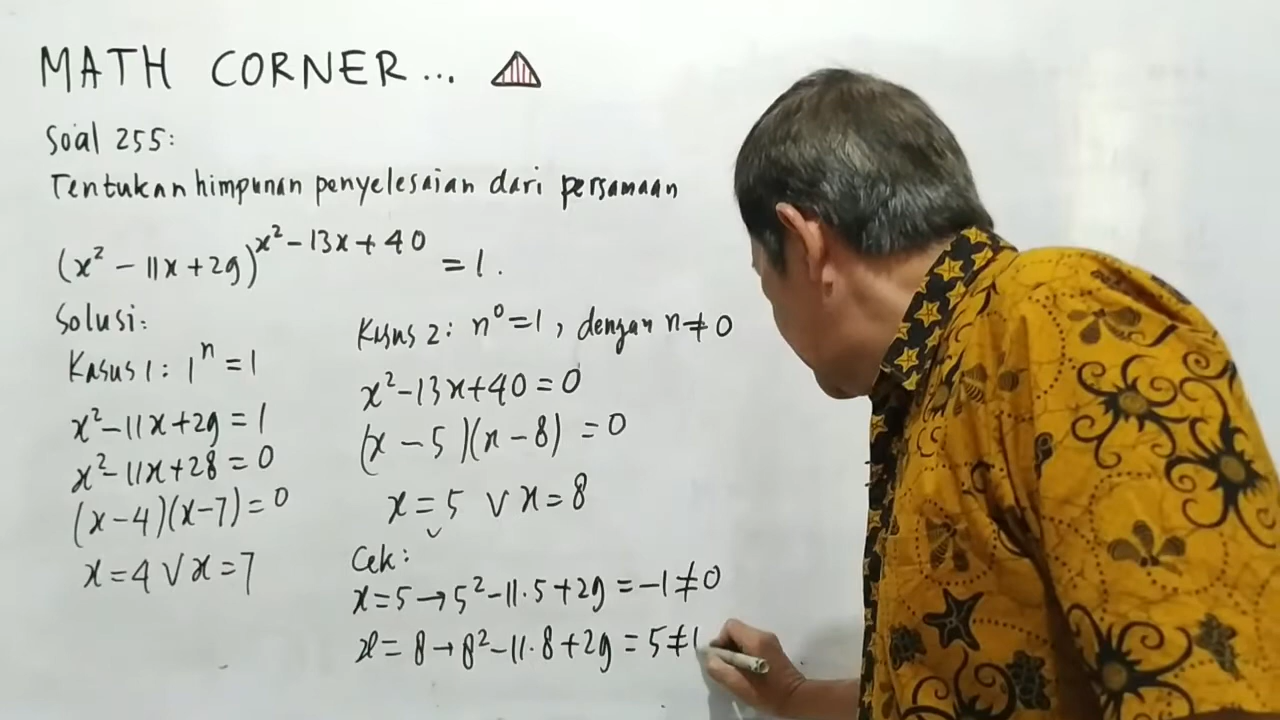 MATH CORNER...
Soal 255:
Tentukan himpunan penyelesaian dari persamaan
(x² - 11x + 29)^(x² - 13x + 40) = 1.
Solusi:
Kasus 1: 1ⁿ = 1
x² - 11x + 29 = 1
x² - 11x + 28 = 0
(x - 4)(x - 7) = 0
x = 4 ∨ x = 7
Kasus 2: n⁰ = 1, dengan n ≠ 0
x² - 13x + 40 = 0
(x - 5)(x - 8) = 0
x = 5 ∨ x = 8
Cek:
x = 5 → 5² - 11·5 + 29 = -1 ≠ 0
x = 8 → 8² - 11·8 + 29 = 5 ≠